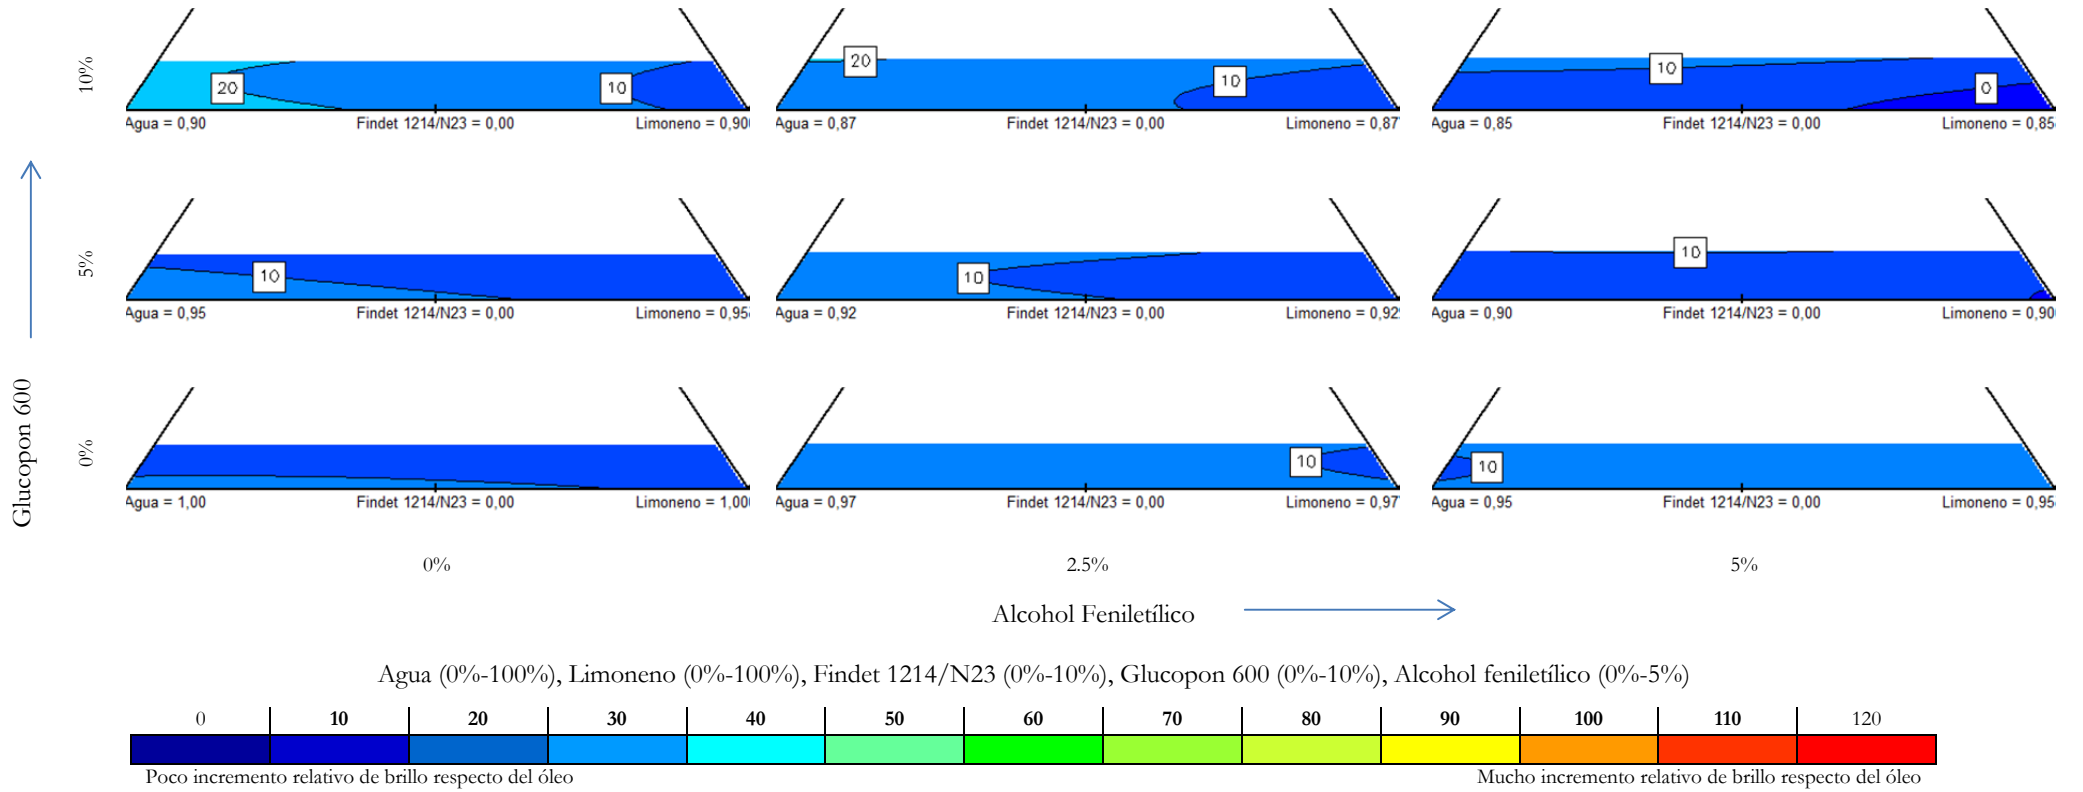 10%
20
10
Agua = 0,90 Findet 1214/N23 = 0,00 Limoneno = 0,90
20
10
Agua = 0,87 Findet 1214/N23 = 0,00 Limoneno = 0,87
10
0
Agua = 0,85 Findet 1214/N23 = 0,00 Limoneno = 0,85
5%
10
Agua = 0,95 Findet 1214/N23 = 0,00 Limoneno = 0,95
10
Agua = 0,92 Findet 1214/N23 = 0,00 Limoneno = 0,92
10
Agua = 0,90 Findet 1214/N23 = 0,00 Limoneno = 0,90
Glucopon 600
0%
Agua = 1,00 Findet 1214/N23 = 0,00 Limoneno = 1,00
10
Agua = 0,97 Findet 1214/N23 = 0,00 Limoneno = 0,97
10
Agua = 0,95 Findet 1214/N23 = 0,00 Limoneno = 0,95
0% 2.5% 5%
Alcohol Feniletílico
Agua (0%-100%), Limoneno (0%-100%), Findet 1214/N23 (0%-10%), Glucopon 600 (0%-10%), Alcohol feniletílico (0%-5%)
0 10 20 30 40 50 60 70 80 90 100 110 120
Poco incremento relativo de brillo respecto del óleo Mucho incremento relativo de brillo respecto del óleo